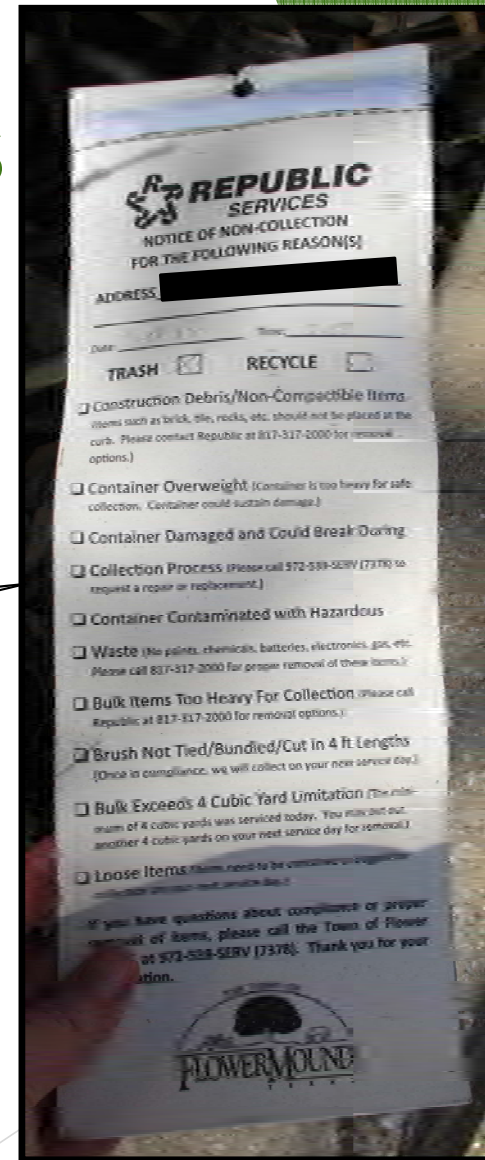 REPUBLIC
SERVICES
NOTICE OF NON-COLLECTION
FOR THE FOLLOWING REASON[S]
ADDRESS
Date: Time:
TRASH RECYCLE
Construction Debris/Non-Compactible Items
items such as brick, tile, rocks, etc. should not be placed at the
curb. Please contact Republic at 817-317-2000 for removal
options.)
Container Overweight (Container is too heavy for safe
collection. Container could sustain damage.)
Container Damaged and Could Break During
Collection Process (Please call 972-539-SERV (7378) to
request a repair or replacement.)
Container Contaminated with Hazardous
Waste (No paints, chemicals, batteries, electronics, gas, etc.
Please call 817-317-2000 for proper removal of these items.)
Bulk Items Too Heavy For Collection (Please call
Republic at 817-317-2000 for removal options.)
Brush Not Tied/Bundled/Cut in 4 ft Lengths
(Once in compliance, we will collect on your next service day.)
Bulk Exceeds 4 Cubic Yard Limitation (The
of 4 cubic yards was serviced today. You may put out
another 4 cubic yards on your next service day for removal.)
Loose Items need to be
next service day.)
If you have questions about compliance or proper
removal of items, please call the Town of Flower
at 972-539-SERV (7378). Thank you for your
FLOWER MOUND